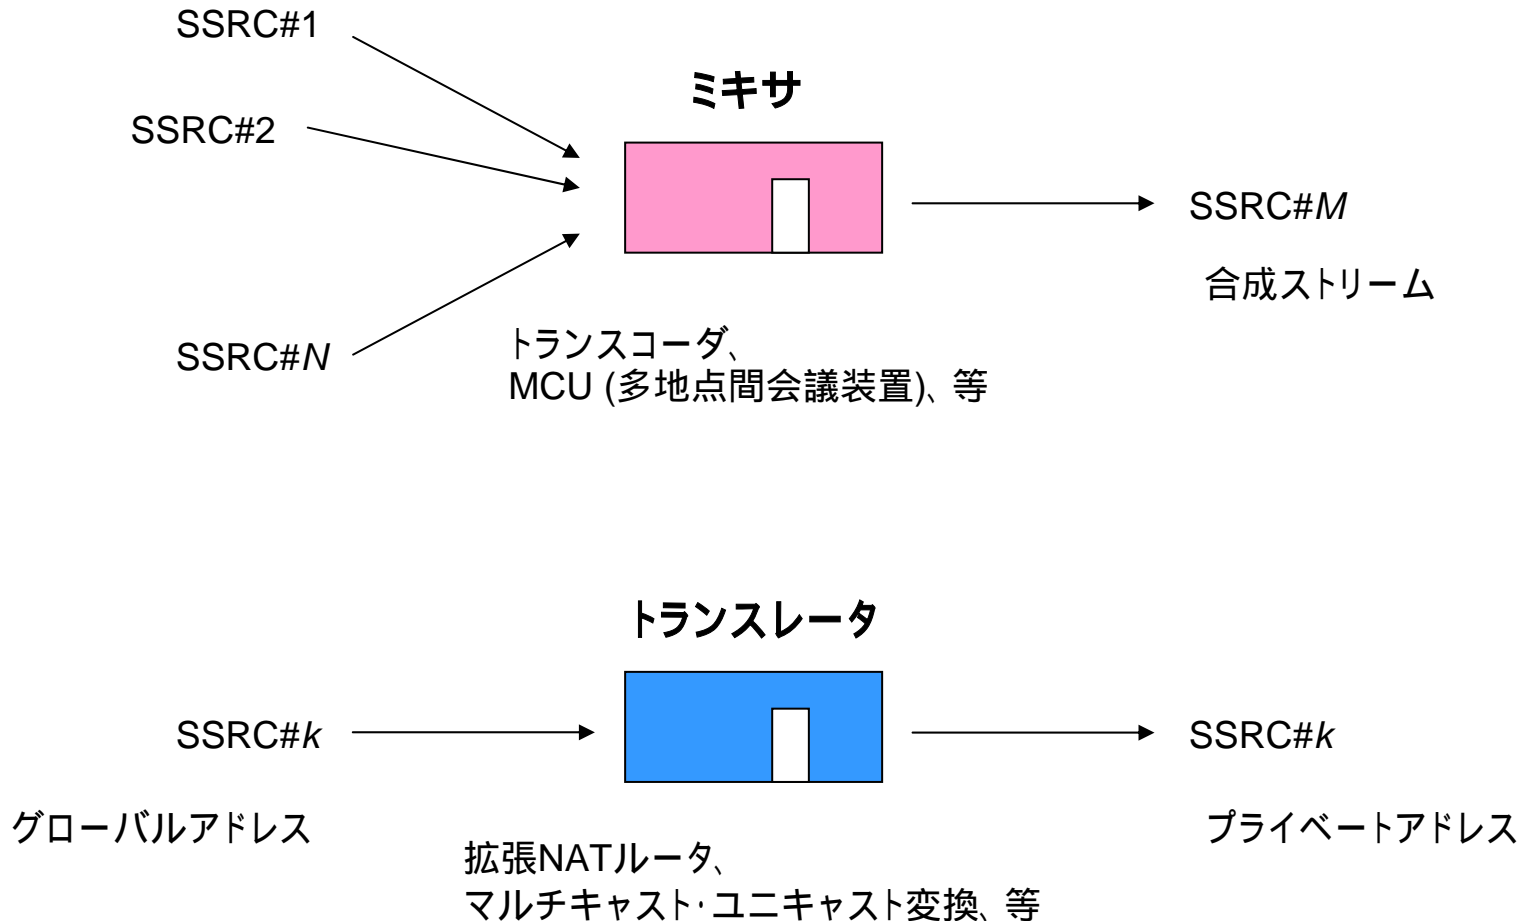 SSRC#1
ミキサ
SSRC#2
SSRC#M
合成ストリーム
SSRC#N
トランスコーダ、
MCU (多地点間会議装置)、等
トランスレータ
SSRC#k
SSRC#k
グローバルアドレス
プライベートアドレス
拡張NATルータ、
マルチキャスト・ユニキャスト変換、等